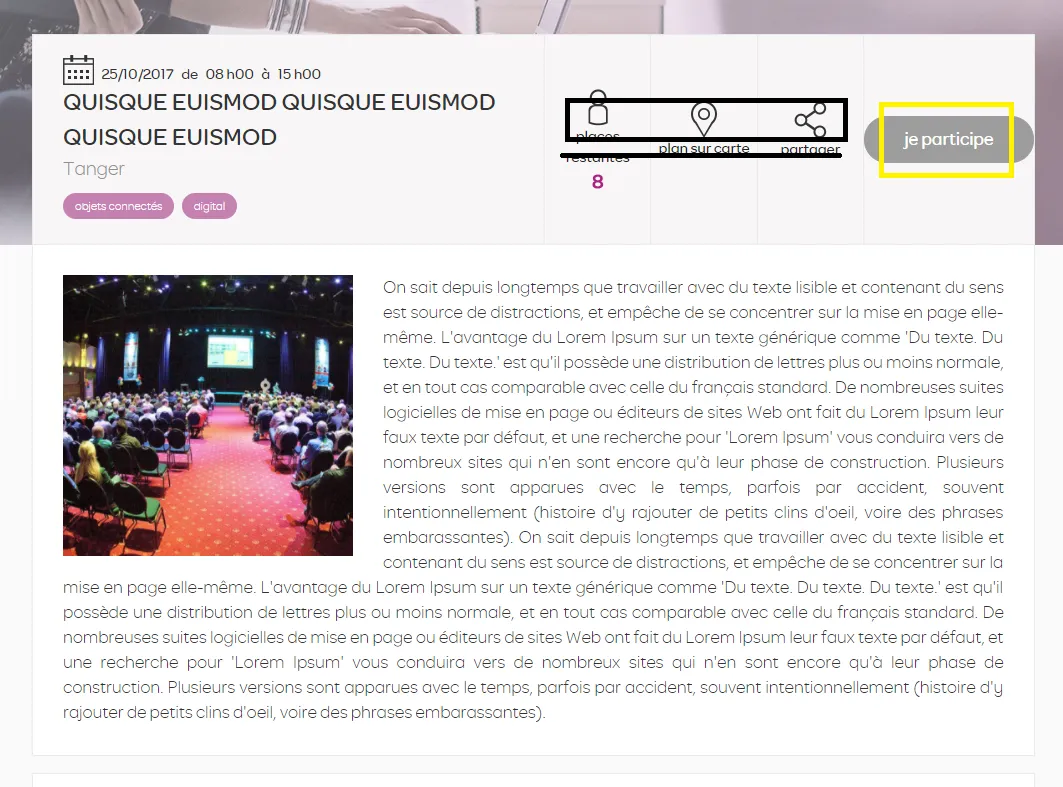 25/10/2017 de 08h00 à 15h00
QUISQUE EUISMOD QUISQUE EUISMOD
QUISQUE EUISMOD
Tanger
objets connectés
digital
places
restantes
8
plan sur carte
partager
je participe
On sait depuis longtemps que travailler avec du texte lisible et contenant du sens
est source de distractions, et empêche de se concentrer sur la mise en page elle-
même. L'avantage du Lorem Ipsum sur un texte générique comme 'Du texte. Du
texte. Du texte.' est qu'il possède une distribution de lettres plus ou moins normale,
et en tout cas comparable avec celle du français standard. De nombreuses suites
logicielles de mise en page ou éditeurs de sites Web ont fait du Lorem Ipsum leur
faux texte par défaut, et une recherche pour 'Lorem Ipsum' vous conduira vers de
nombreux sites qui n'en sont encore qu'à leur phase de construction. Plusieurs
versions sont apparues avec le temps, parfois par accident, souvent
intentionnellement (histoire d'y rajouter de petits clins d'oeil, voire des phrases
embarassantes). On sait depuis longtemps que travailler avec du texte lisible et
contenant du sens est source de distractions, et empêche de se concentrer sur la
mise en page elle-même. L'avantage du Lorem Ipsum sur un texte générique comme 'Du texte. Du texte. Du texte.' est qu'il
possède une distribution de lettres plus ou moins normale, et en tout cas comparable avec celle du français standard. De
nombreuses suites logicielles de mise en page ou éditeurs de sites Web ont fait du Lorem Ipsum leur faux texte par défaut, et
une recherche pour 'Lorem Ipsum' vous conduira vers de nombreux sites qui n'en sont encore qu'à leur phase de
construction. Plusieurs versions sont apparues avec le temps, parfois par accident, souvent intentionnellement (histoire d'y
rajouter de petits clins d'oeil, voire des phrases embarassantes).